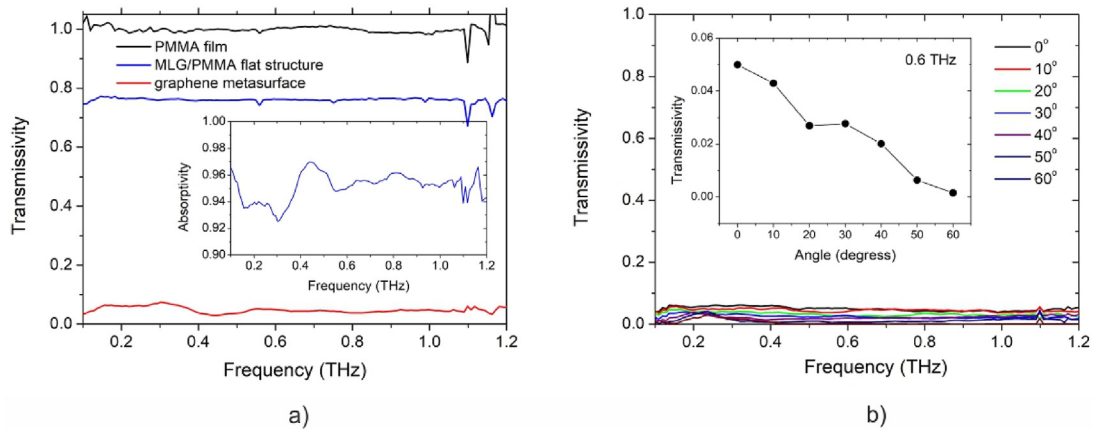 1.0
0.8
0.6
0.4
0.2
0.0
Transmissivity
PMMA film
MLG/PMMA flat structure
graphene metasurface
1.00
0.98
0.96
0.94
0.92
0.90
Absorptivity
0.2 0.4 0.6 0.8 1.0 1.2
Frequency (THz)
0.2 0.4 0.6 0.8 1.0 1.2
Frequency (THz)
a)
1.0
0.8
0.6
0.4
0.2
0.0
Transmissivity
0.06
0.04
0.02
0.00
Transmissivity
0.6 THz
0 10 20 30 40 50 60
Angle (degress)
0°
10°
20°
30°
40°
50°
60°
0.2 0.4 0.6 0.8 1.0 1.2
Frequency (THz)
b)